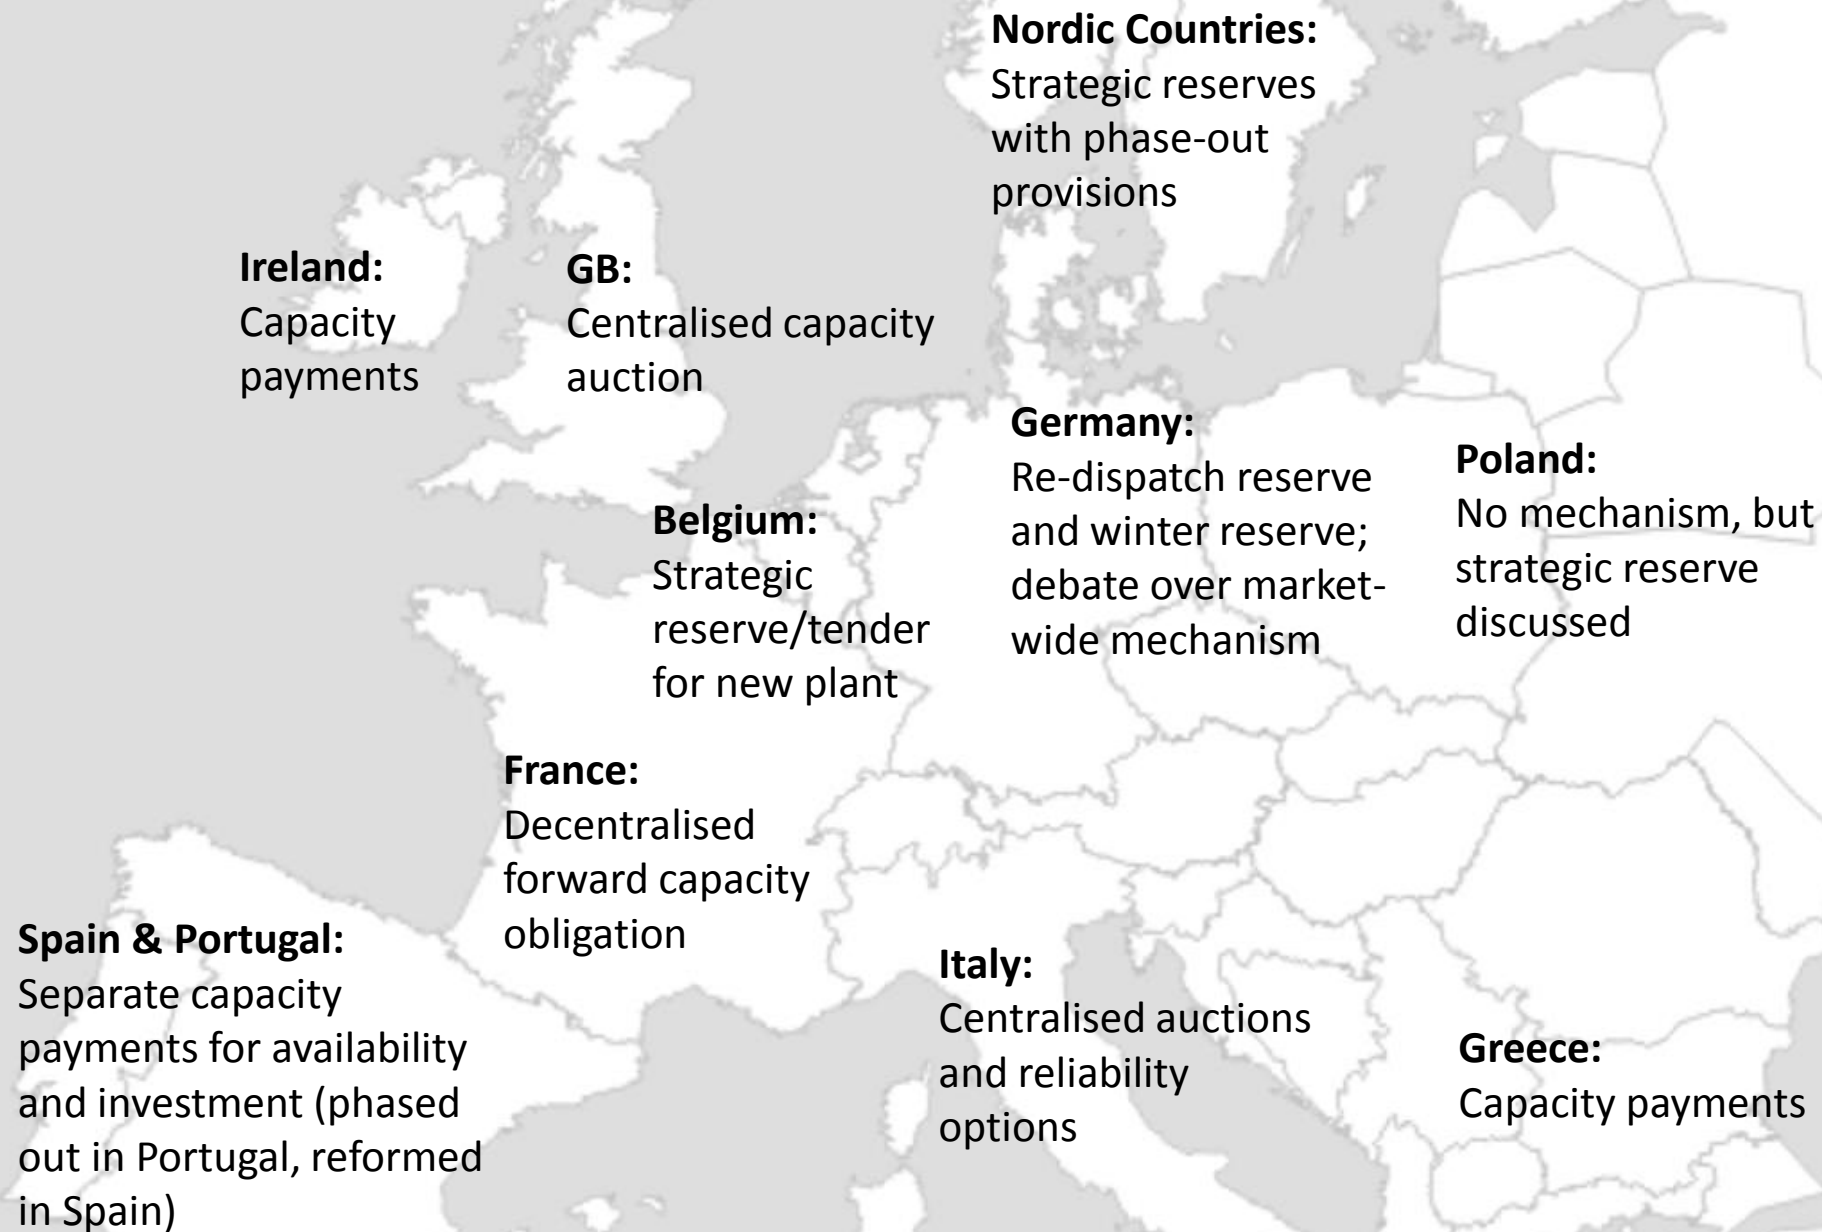 Nordic Countries:
Strategic reserves
with phase-out
provisions
Ireland:
Capacity
payments
GB:
Centralised capacity
auction
Germany:
Re-dispatch reserve
and winter reserve;
debate over market-
wide mechanism
Poland:
No mechanism, but
strategic reserve
discussed
Belgium:
Strategic
reserve/tender
for new plant
France:
Decentralised
forward capacity
obligation
Spain & Portugal:
Separate capacity
payments for availability
and investment (phased
out in Portugal, reformed
in Spain)
Italy:
Centralised auctions
and reliability
options
Greece:
Capacity payments